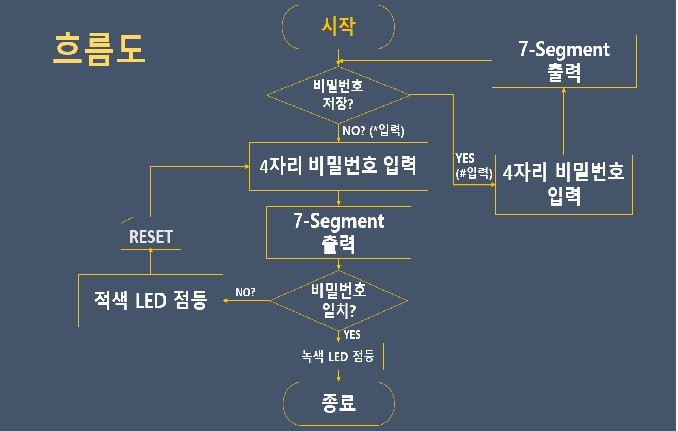 흐름도
시작
7-Segment
출력
비밀번호
저장?
NO? (*입력)
YES
(#입력)
4자리 비밀번호 입력
4자리 비밀번호
입력
7-Segment
출력
RESET
적색 LED 점등
NO?
비밀번호
일치?
YES
녹색 LED 점등
종료